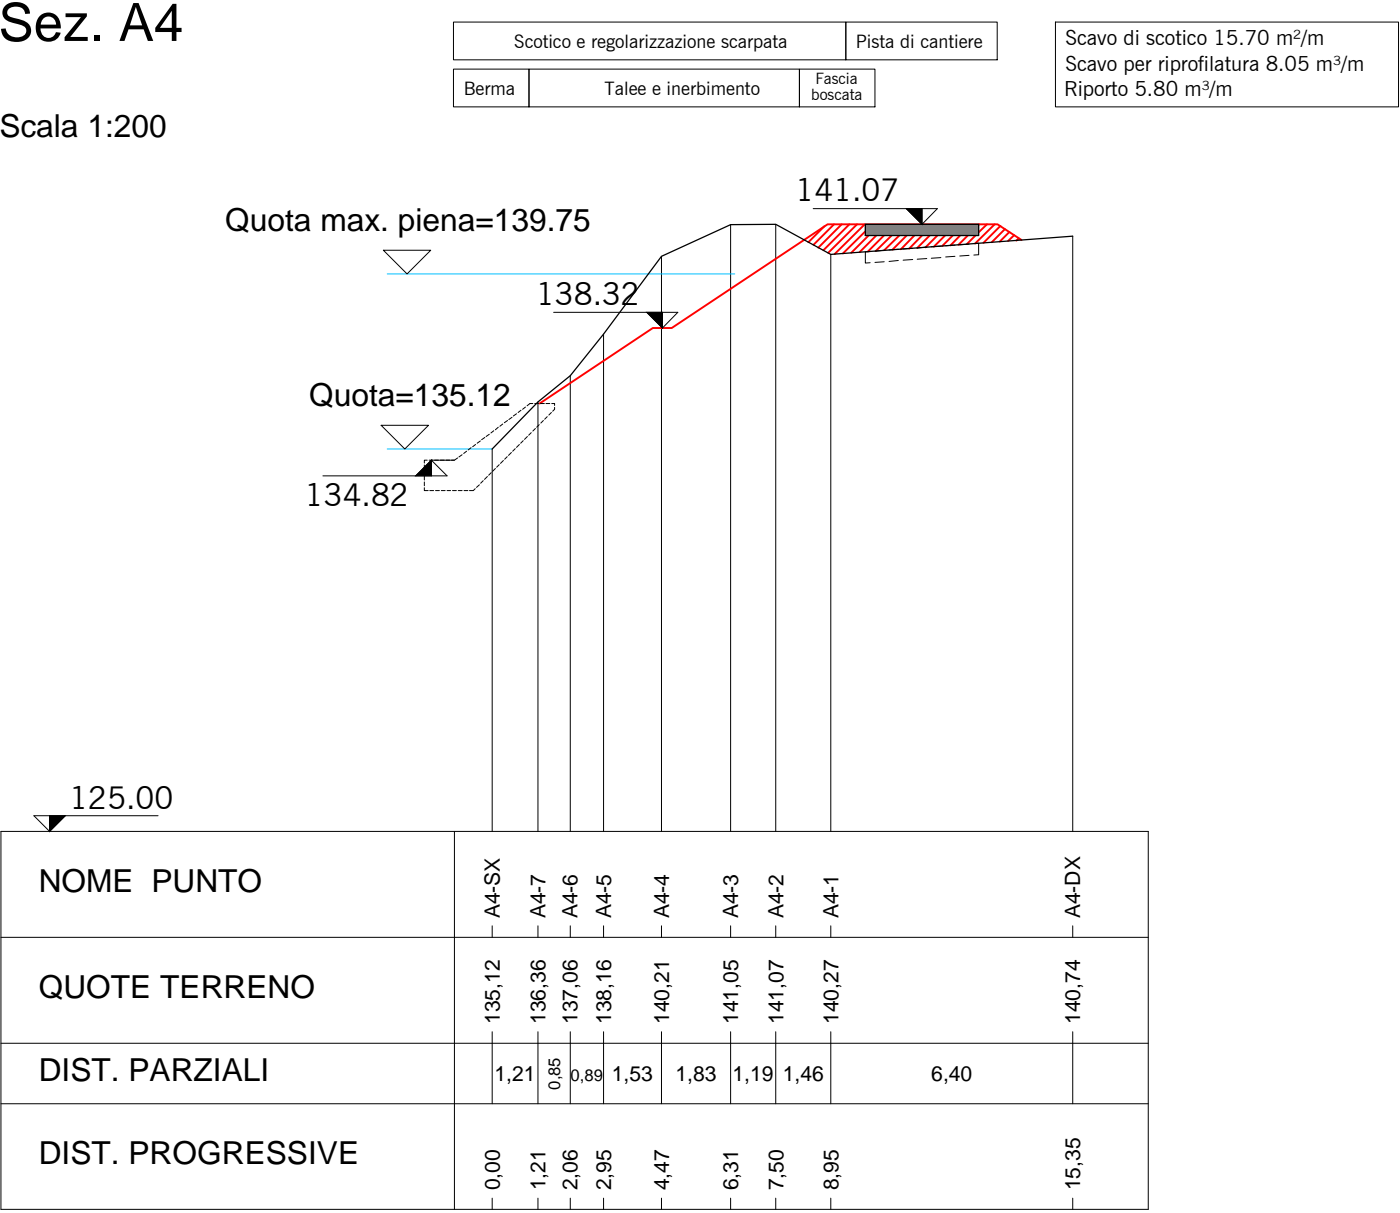 Sez. A4
Scala 1:200
Scotico e regolarizzazione scarpata
Pista di cantiere
Berma
Talee e inerbimento
Fascia
boscata
Scavo di scotico 15.70 m²/m
Scavo per riprofilatura 8.05 m³/m
Riporto 5.80 m³/m
141.07
Quota max. piena=139.75
138.32
Quota=135.12
134.82
125.00
NOME PUNTO
A4-SX
A4-7
A4-6
A4-5
A4-4
A4-3
A4-2
A4-1
A4-DX
QUOTE TERRENO
135,12
136,36
137,06
138,16
140,21
141,05
141,07
140,27
140,74
DIST. PARZIALI
1,21
0,85
0,89
1,53
1,83
1,19
1,46
6,40
DIST. PROGRESSIVE
0,00
1,21
2,06
2,95
4,47
6,31
7,50
8,95
15,35